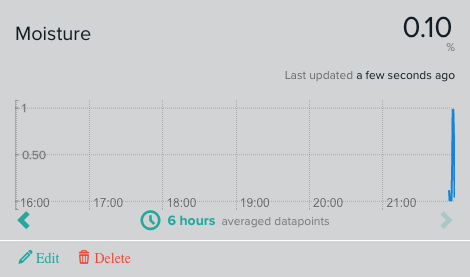 Moisture
0.10
%
Last updated a few seconds ago
1
0.50
16:00 17:00 18:00 19:00 20:00 21:00
6 hours averaged datapoints
Edit Delete